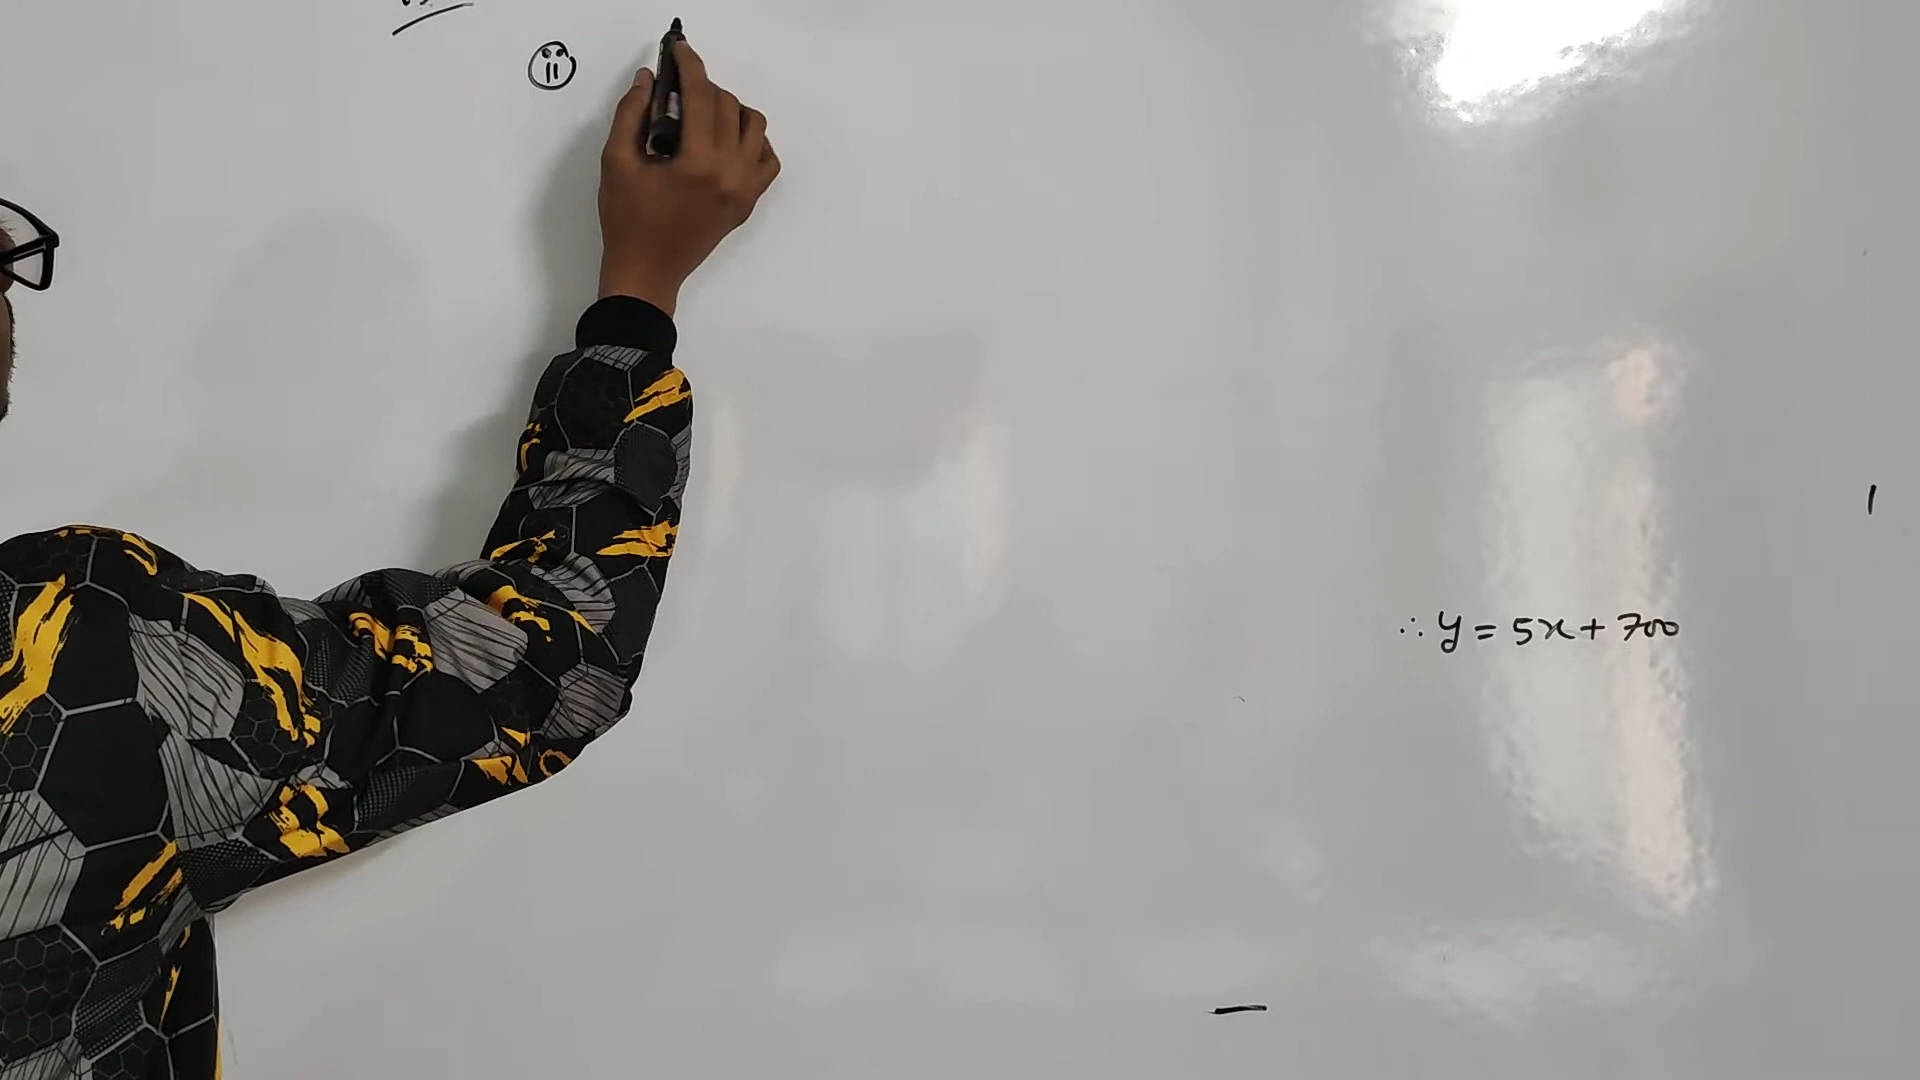 ii
∴ y = 5x + 700